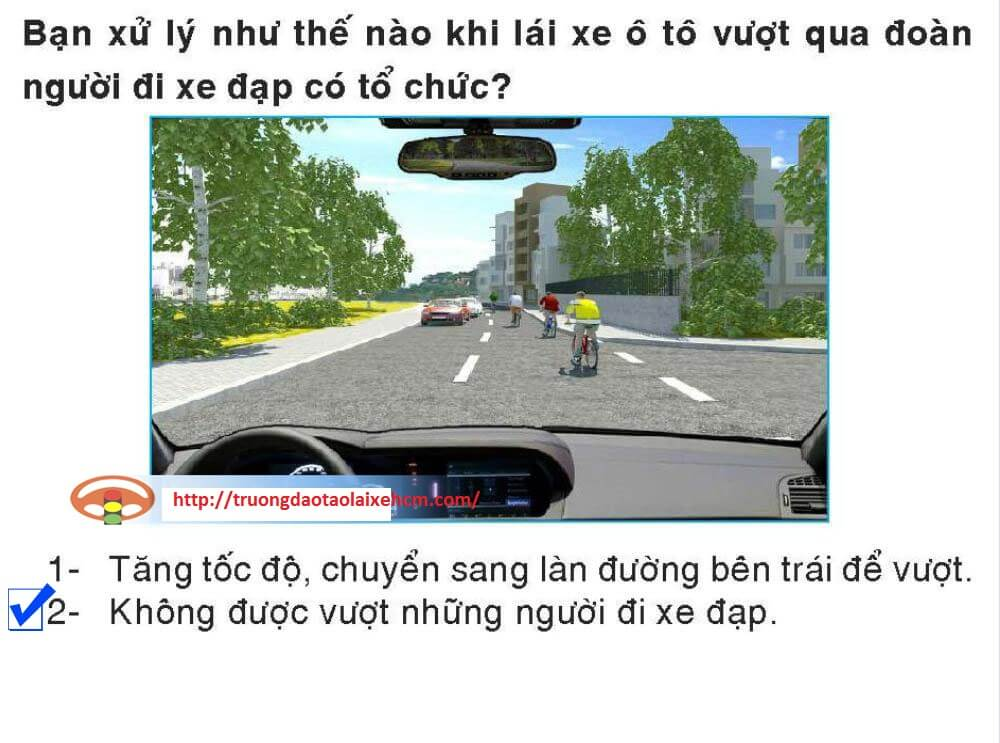 Bạn xử lý như thế nào khi lái xe ô tô vượt qua đoàn
người đi xe đạp có tổ chức?
http://truongdaotaolaixehcm.com/
1- Tăng tốc độ, chuyển sang làn đường bên trái để vượt.
2- Không được vượt những người đi xe đạp.